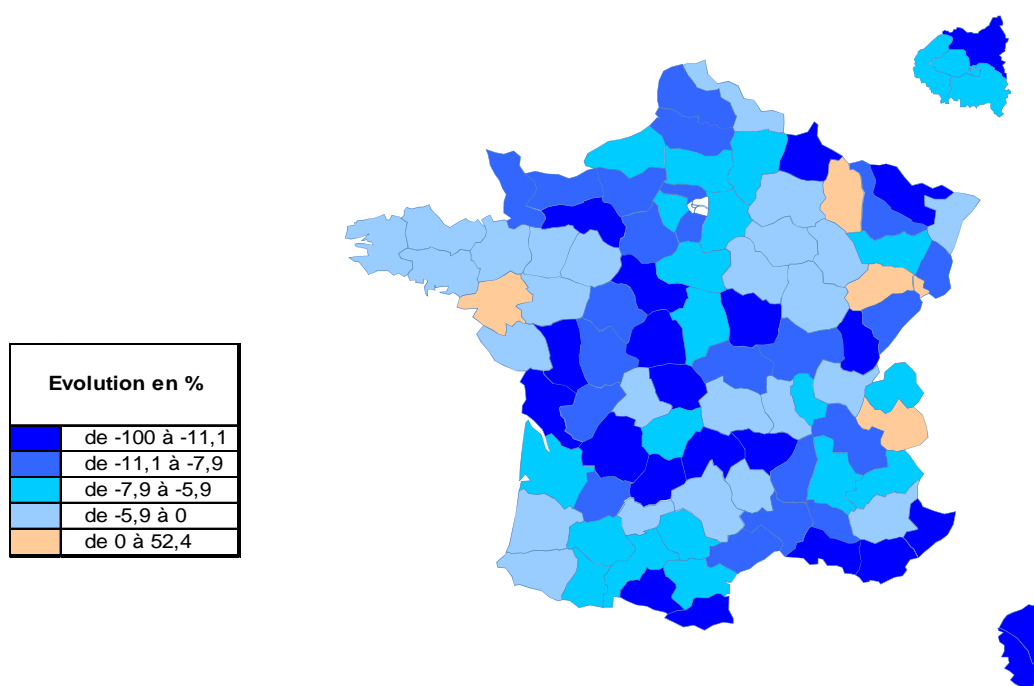 Evolution en %
de -100 à -11,1
de -11,1 à -7,9
de -7,9 à -5,9
de -5,9 à 0
de 0 à 52,4